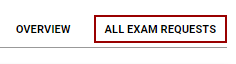 OVERVIEW ALL EXAM REQUESTS